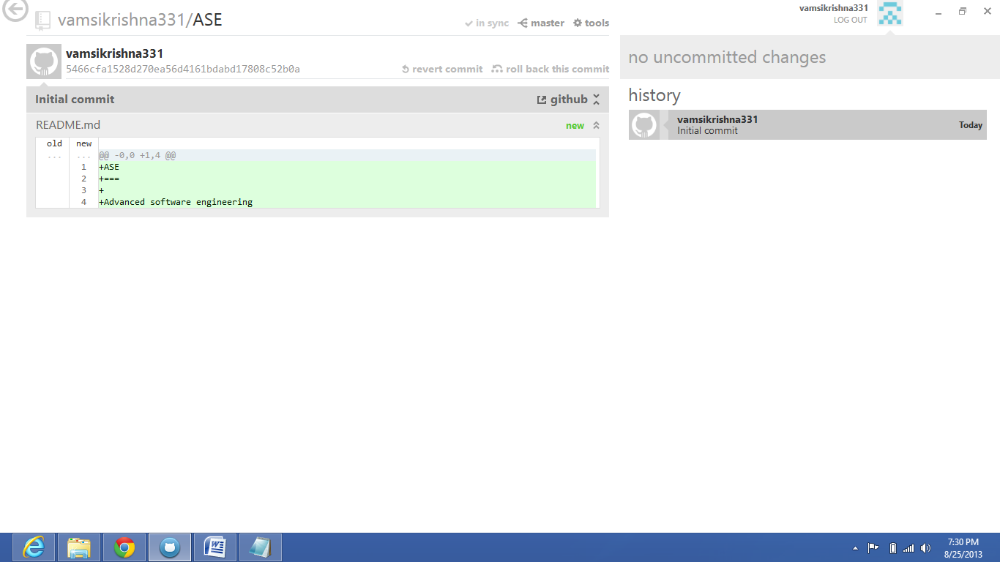 vamsikrishna331/ASE
in sync master tools
vamsikrishna331
LOG OUT
vamsikrishna331
5466cfa1528d270ea56d4161bdabd17808c52b0a
revert commit roll back this commit
Initial commit
github
README.md
new
old new
... ... @@ -0,0 +1,4 @@
1 +ASE
2 +===
3 +
4 +Advanced software engineering
no uncommitted changes
history
vamsikrishna331
Initial commit
Today
7:30 PM
8/25/2013